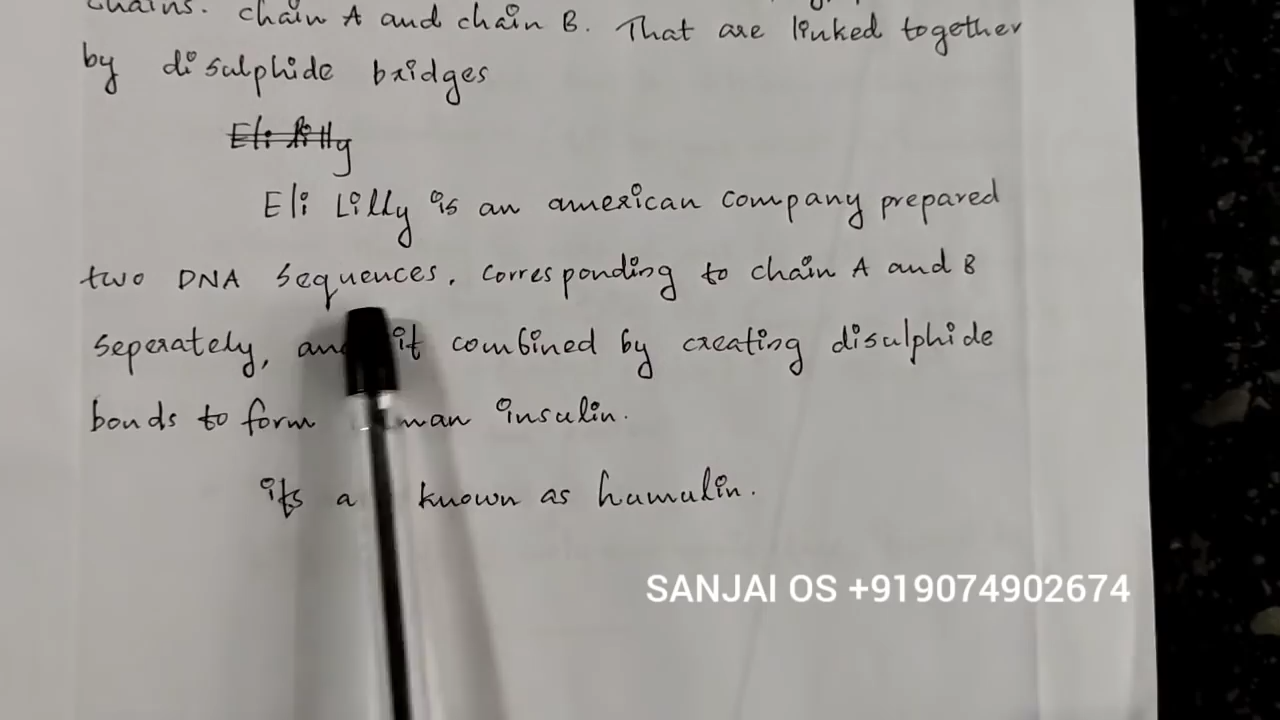 chains. chain A and chain B. That are linked together
by disulphide bridges
Eli Lilly
Eli Lilly is an american company prepared
two DNA sequences. corresponding to chain A and B
seperately, and it combined by creating disulphide
bonds to form insulin.
its a known as humulin.
SANJAI OS +919074902674